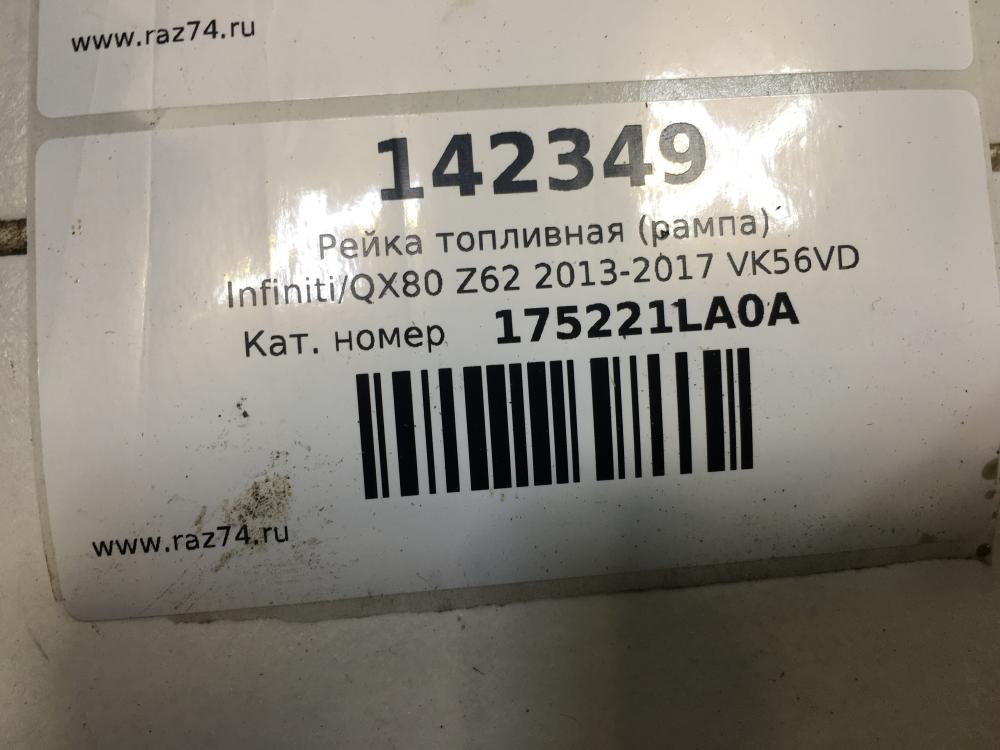 www.raz74.ru
142349
Рейка топливная (рампа)
Infiniti/QX80 Z62 2013-2017 VK56VD
Кат. номер 175221LA0A
www.raz74.ru